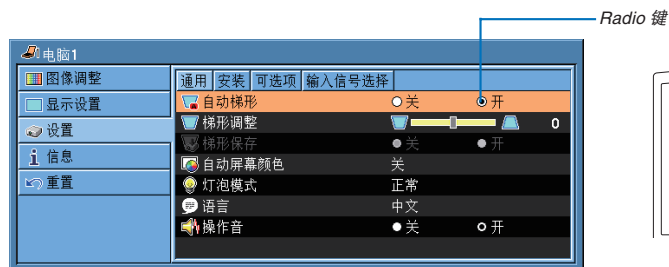 Radio 键
电脑1
图像调整
显示设置
设置
信息
重置
通用 安装 可选项 输入信号选择
自动梯形 关 开
梯形调整 0
梯形保存 关 开
自动屏幕颜色 关
灯泡模式 正常
语言 中文
操作音 关 开